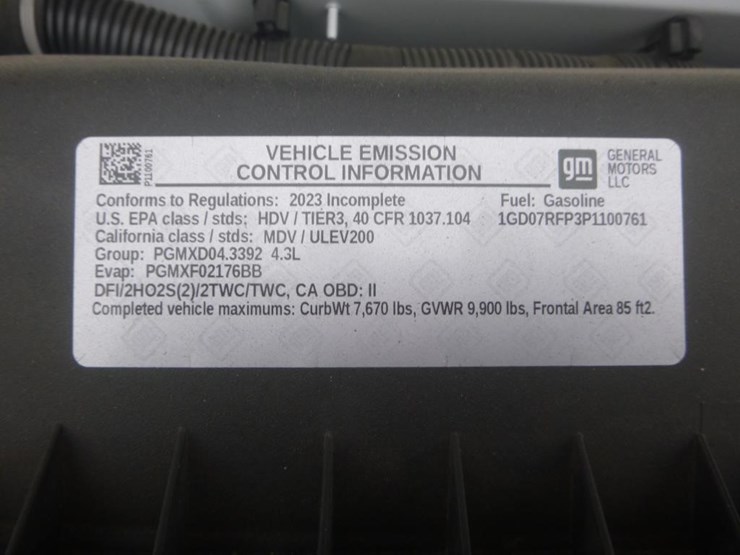 P1100761
VEHICLE EMISSION
CONTROL INFORMATION
gm
GENERAL
MOTORS
LLC
Conforms to Regulations: 2023 Incomplete
Fuel: Gasoline
U.S. EPA class / stds: HDV / TIER3, 40 CFR 1037.104
1GD07RFP3P1100761
California class / stds: MDV / ULEV200
Group: PGMXD04.3392 4.3L
Evap: PGMXF02176BB
DFI/2HO2S(2)/2TWC/TWC, CA OBD: II
Completed vehicle maximums: CurbWt 7,670 lbs, GVWR 9,900 lbs, Frontal Area 85 ft2.